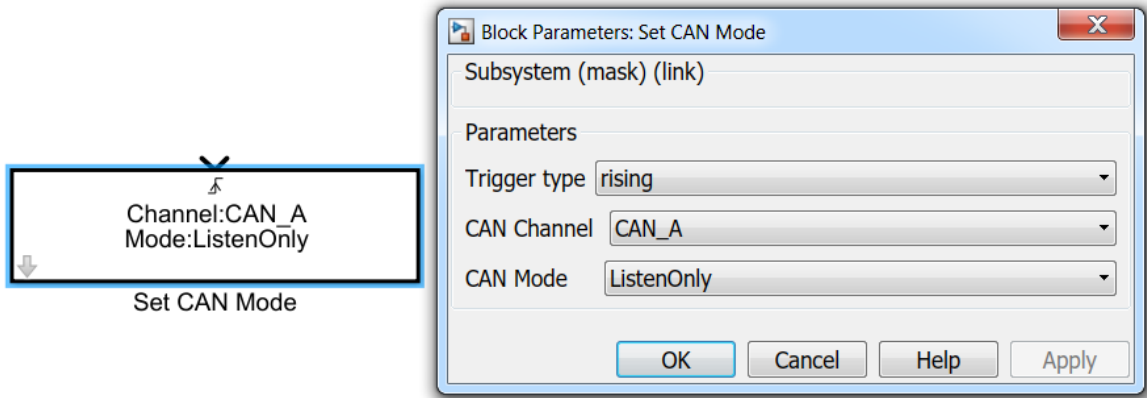 Channel:CAN_A
Mode:ListenOnly
Set CAN Mode
Block Parameters: Set CAN Mode
X
Subsystem (mask) (link)
Parameters
Trigger type rising
CAN Channel CAN_A
CAN Mode ListenOnly
OK Cancel Help Apply